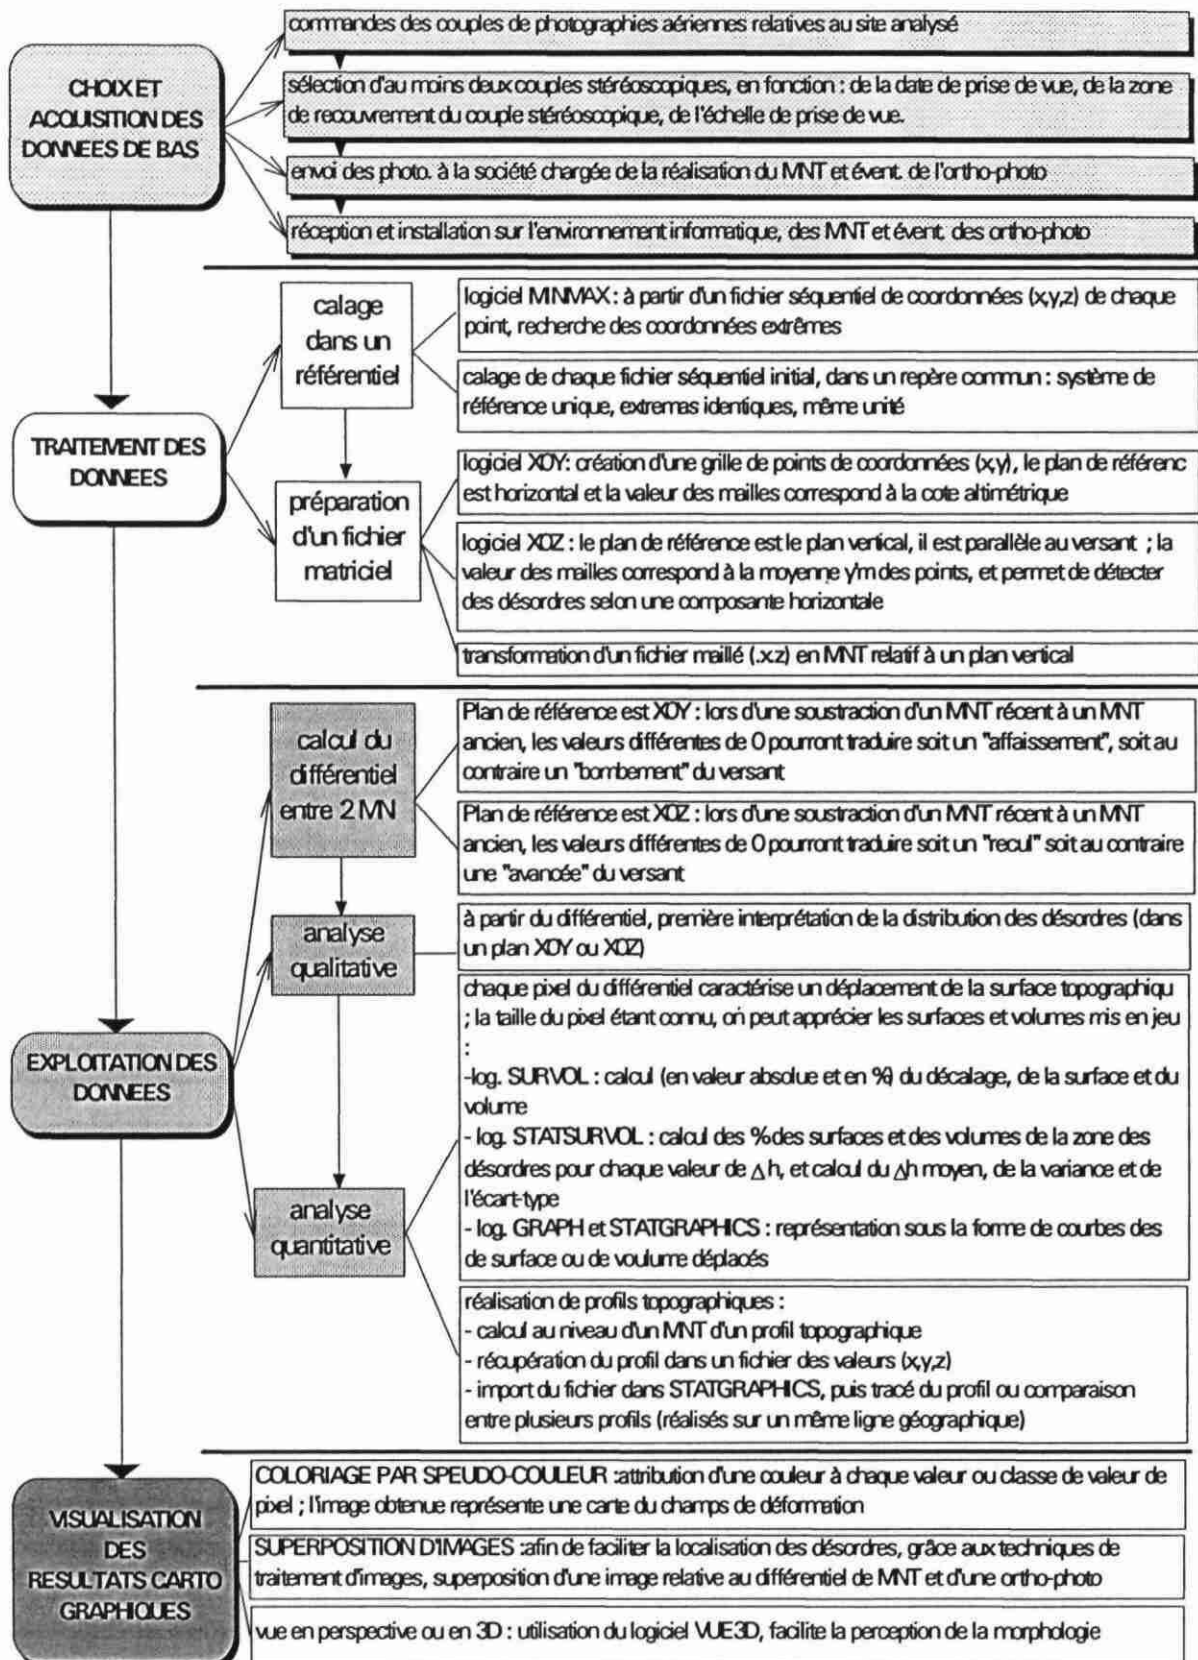 commandes des couples de photographies aériennes relatives au site analysé
CHOIX ET
ACQUISITION DES
DONNEES DE BAS
sélection d'au moins deux couples stéréoscopiques, en fonction : de la date de prise de vue, de la zone
de recouvrement du couple stéréoscopique, de l'échelle de prise de vue.
envoi des photo. à la société chargée de la réalisation du MNT et évent. de l'ortho-photo
réception et installation sur l'environnement informatique, des MNT et évent. des ortho-photo
TRAITEMENT DES
DONNEES
calage
dans un
référentiel
logiciel MINMAX : à partir d'un fichier séquentiel de coordonnées (x,y,z) de chaque
point, recherche des coordonnées extrêmes
calage de chaque fichier séquentiel initial, dans un repère commun : système de
référence unique, extremas identiques, même unité
préparation
d'un fichier
matriciel
logiciel XOY: création d'une grille de points de coordonnées (x,y), le plan de référenc
est horizontal et la valeur des mailles correspond à la cote altimétrique
logiciel XOZ : le plan de référence est le plan vertical, il est parallèle au versant ; la
valeur des mailles correspond à la moyenne y/m des points, et permet de détecter
des désordres selon une composante horizontale
transformation d'un fichier maillé (.xz) en MNT relatif à un plan vertical
EXPLOITATION DES
DONNEES
calcul du
différentiel
entre 2 MN
Plan de référence est XOY : lors d'une soustraction d'un MNT récent à un MNT
ancien, les valeurs différentes de 0 pourront traduire soit un "affaissement", soit au
contraire un "bombement" du versant
Plan de référence est XOZ : lors d'une soustraction d'un MNT récent à un MNT
ancien, les valeurs différentes de 0 pourront traduire soit un "recul" soit au contraire
une "avancée" du versant
analyse
qualitative
à partir du différentiel, première interprétation de la distribution des désordres (dans
un plan XOY ou XOZ)
analyse
quantitative
chaque pixel du différentiel caractérise un déplacement de la surface topographiqu
; la taille du pixel étant connu, on peut apprécier les surfaces et volumes mis en jeu
:
-log. SURVOL : calcul (en valeur absolue et en %) du décalage, de la surface et du
volume
- log. STATSURVOL : calcul des % des surfaces et des volumes de la zone des
désordres pour chaque valeur de Δh, et calcul du Δh moyen, de la variance et de
l'écart-type
- log. GRAPH et STATGRAPHICS : représentation sous la forme de courbes des
de surface ou de voulume déplacés
réalisation de profils topographiques :
- calcul au niveau d'un MNT d'un profil topographique
- récupération du profil dans un fichier des valeurs (x,y,z)
- import du fichier dans STATGRAPHICS, puis tracé du profil ou comparaison
entre plusieurs profils (réalisés sur un même ligne géographique)
VISUALISATION
DES
RESULTATS CARTO
GRAPHIQUES
COLORIAGE PAR SPEUDO-COULEUR :attribution d'une couleur à chaque valeur ou classe de valeur de
pixel ; l'image obtenue représente une carte du champs de déformation
SUPERPOSITION D'IMAGES :afin de faciliter la localisation des désordres, grâce aux techniques de
traitement d'images, superposition d'une image relative au différentiel de MNT et d'une ortho-photo
vue en perspective ou en 3D : utilisation du logiciel VUE3D, facilite la perception de la morphologie